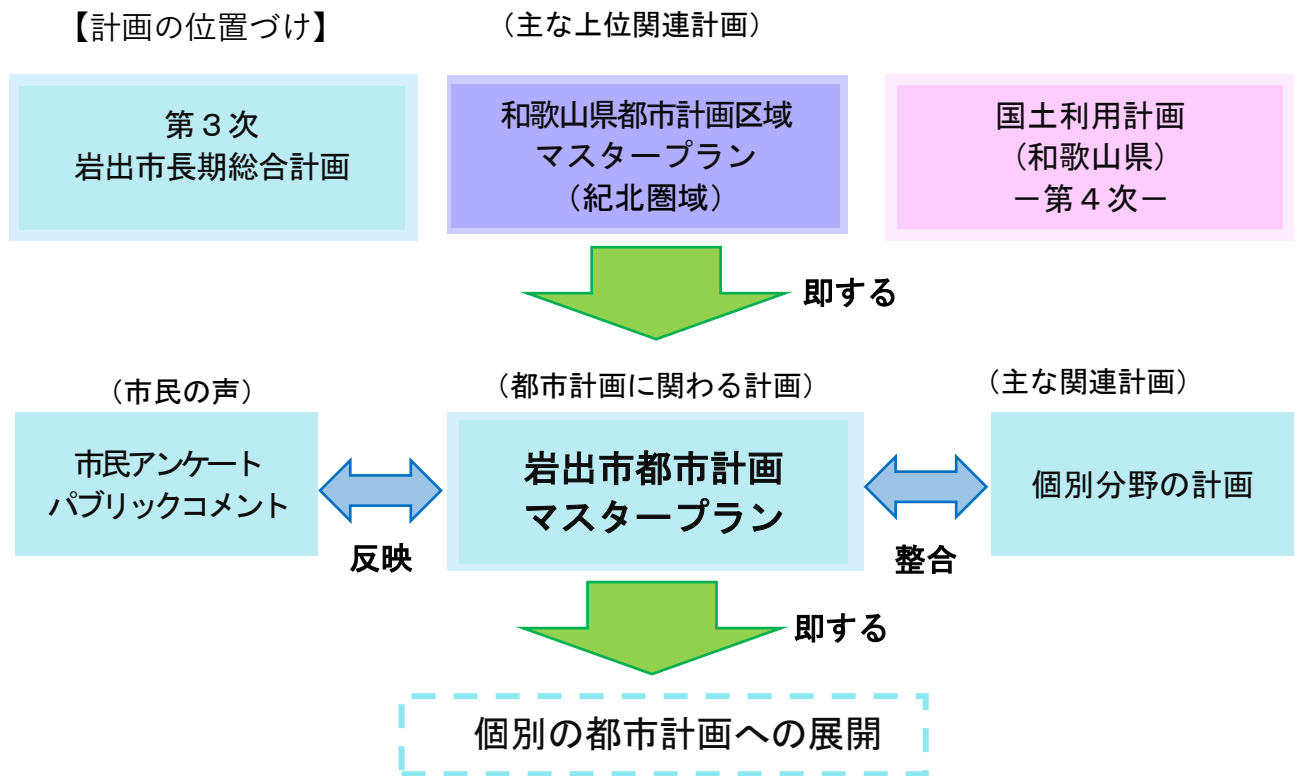 【計画の位置づけ】
（主な上位関連計画）
第３次
岩出市長期総合計画
和歌山県都市計画区域
マスタープラン
（紀北圏域）
国土利用計画
（和歌山県）
－第４次－
即する
（市民の声）
（都市計画に関わる計画）
（主な関連計画）
市民アンケート
パブリックコメント
反映
岩出市都市計画
マスタープラン
整合
個別分野の計画
即する
個別の都市計画への展開